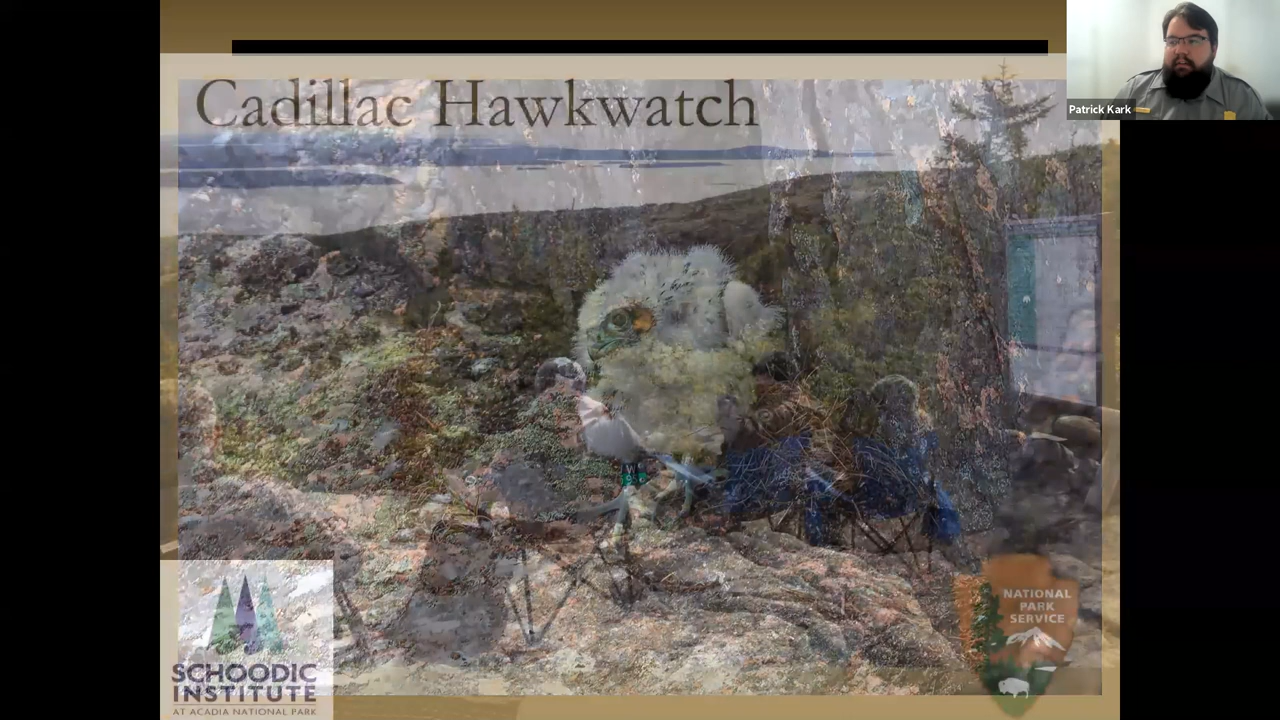 Cadillac Hawkwatch
Patrick Kark
NATIONAL
PARK
SERVICE
SCHOODIC
INSTITUTE
AT ACADIA NATIONAL PARK